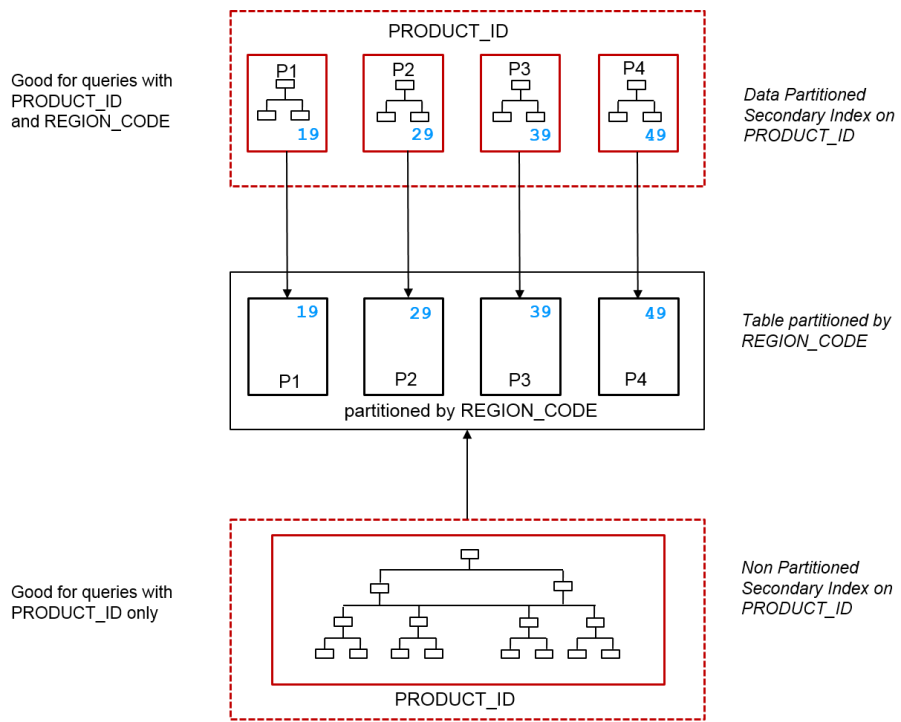 PRODUCT_ID
Good for queries with
PRODUCT_ID
and REGION_CODE
P1
P2
P3
P4
19
29
39
49
Data Partitioned
Secondary Index on
PRODUCT_ID
19
29
39
49
P1
P2
P3
P4
partitioned by REGION_CODE
Table partitioned by
REGION_CODE
Good for queries with
PRODUCT_ID only
Non Partitioned
Secondary Index on
PRODUCT_ID
PRODUCT_ID